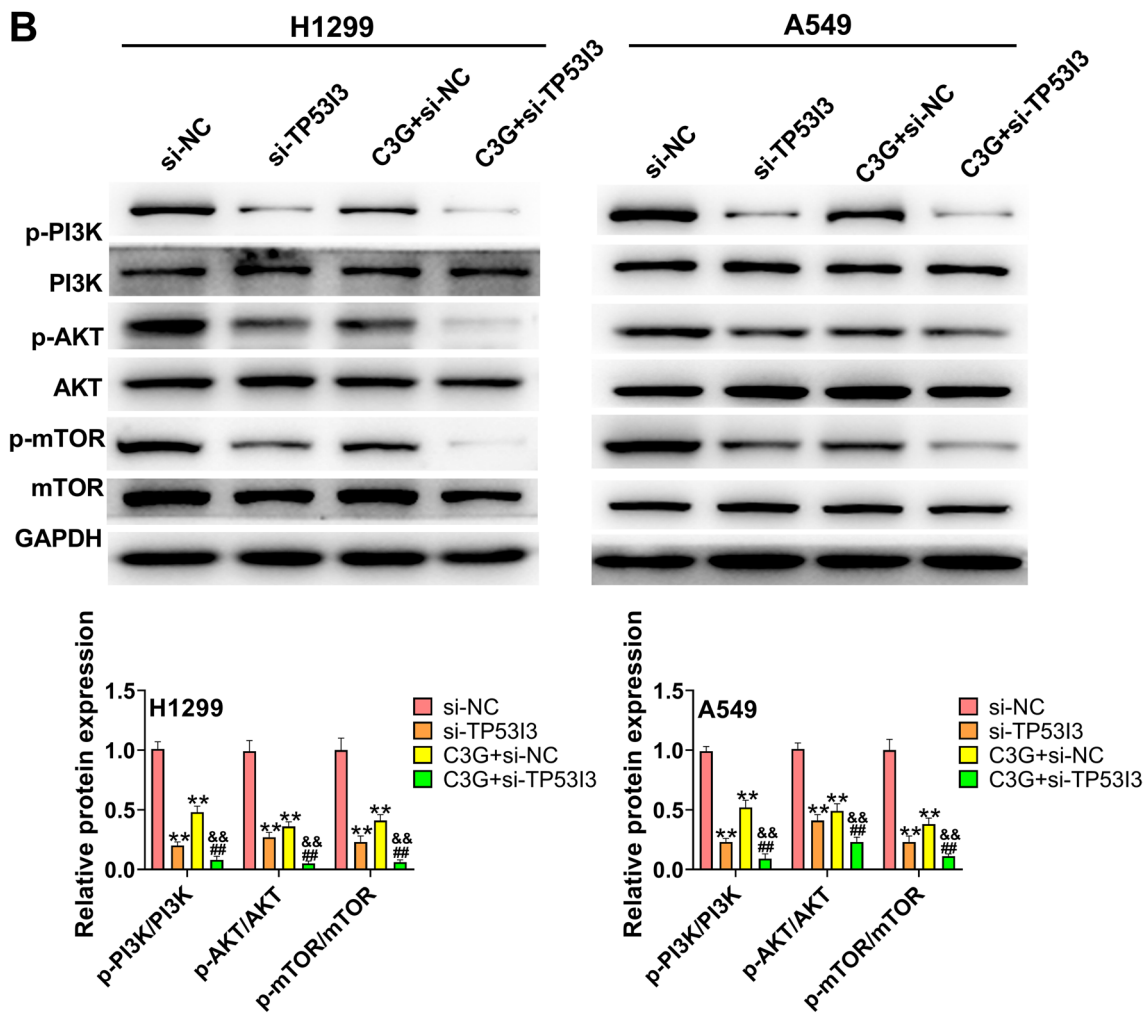 B
H1299
A549
si-NC
si-TP53I3
C3G+si-NC
C3G+si-TP53I3
si-NC
si-TP53I3
C3G+si-NC
C3G+si-TP53I3
p-PI3K
PI3K
p-AKT
AKT
p-mTOR
mTOR
GAPDH
Relative protein expression
1.5
1.0
0.5
0.0
H1299
** ** && ##
** ** && ##
** ** && ##
p-PI3K/PI3K
p-AKT/AKT
p-mTOR/mTOR
si-NC
si-TP53I3
C3G+si-NC
C3G+si-TP53I3
Relative protein expression
1.5
1.0
0.5
0.0
A549
** ** && ##
** ** && ##
** ** && ##
p-PI3K/PI3K
p-AKT/AKT
p-mTOR/mTOR
si-NC
si-TP53I3
C3G+si-NC
C3G+si-TP53I3